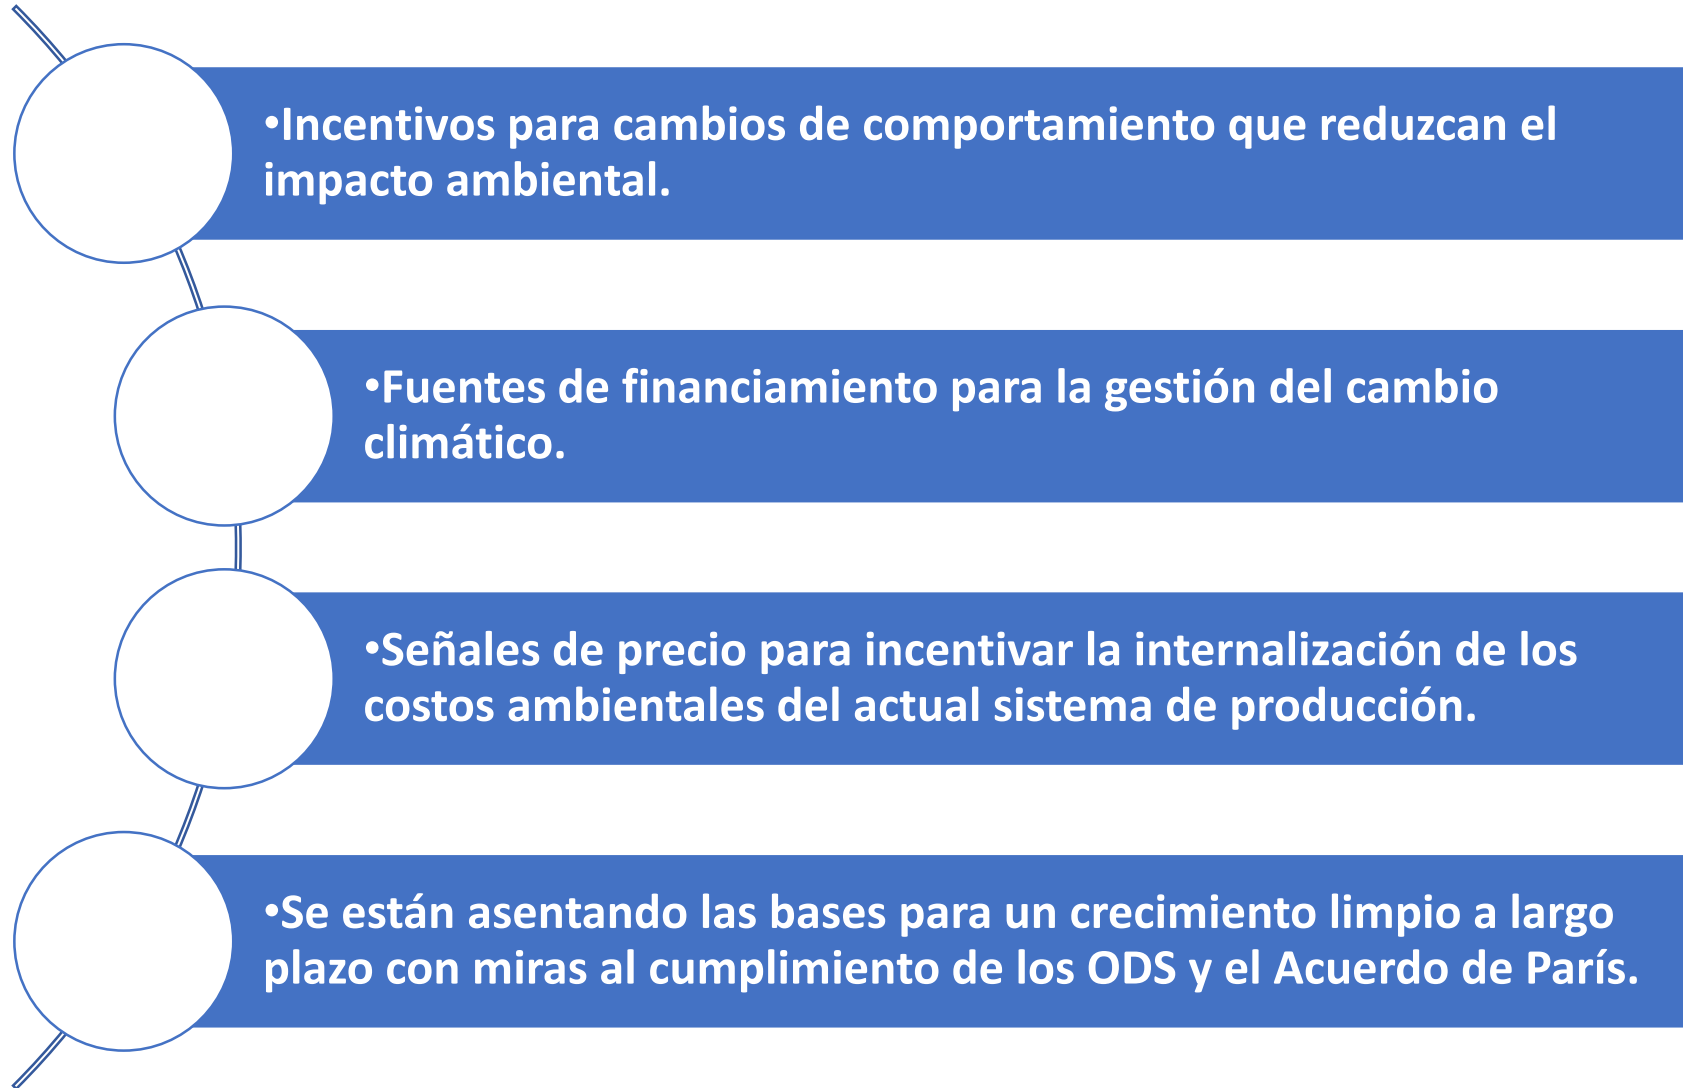 •Incentivos para cambios de comportamiento que reduzcan el
impacto ambiental.
•Fuentes de financiamiento para la gestión del cambio
climático.
•Señales de precio para incentivar la internalización de los
costos ambientales del actual sistema de producción.
•Se están asentando las bases para un crecimiento limpio a largo
plazo con miras al cumplimiento de los ODS y el Acuerdo de París.